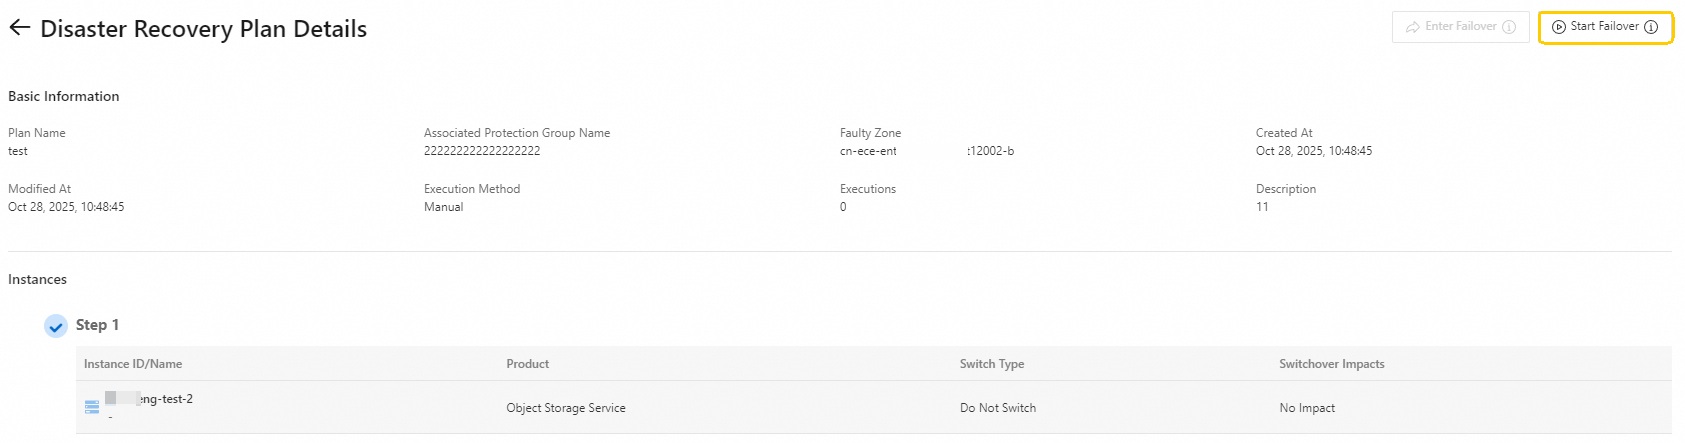 Disaster Recovery Plan Details
Enter Failover
Start Failover
Basic Information
Plan Name
test
Associated Protection Group Name
222222222222222222
Faulty Zone
cn-ece-ent t12002-b
Created At
Oct 28, 2025, 10:48:45
Modified At
Oct 28, 2025, 10:48:45
Execution Method
Manual
Executions
0
Description
11
Instances
Step 1
Instance ID/Name Product Switch Type Switchover Impacts
eng-test-2
-
Object Storage Service Do Not Switch No Impact